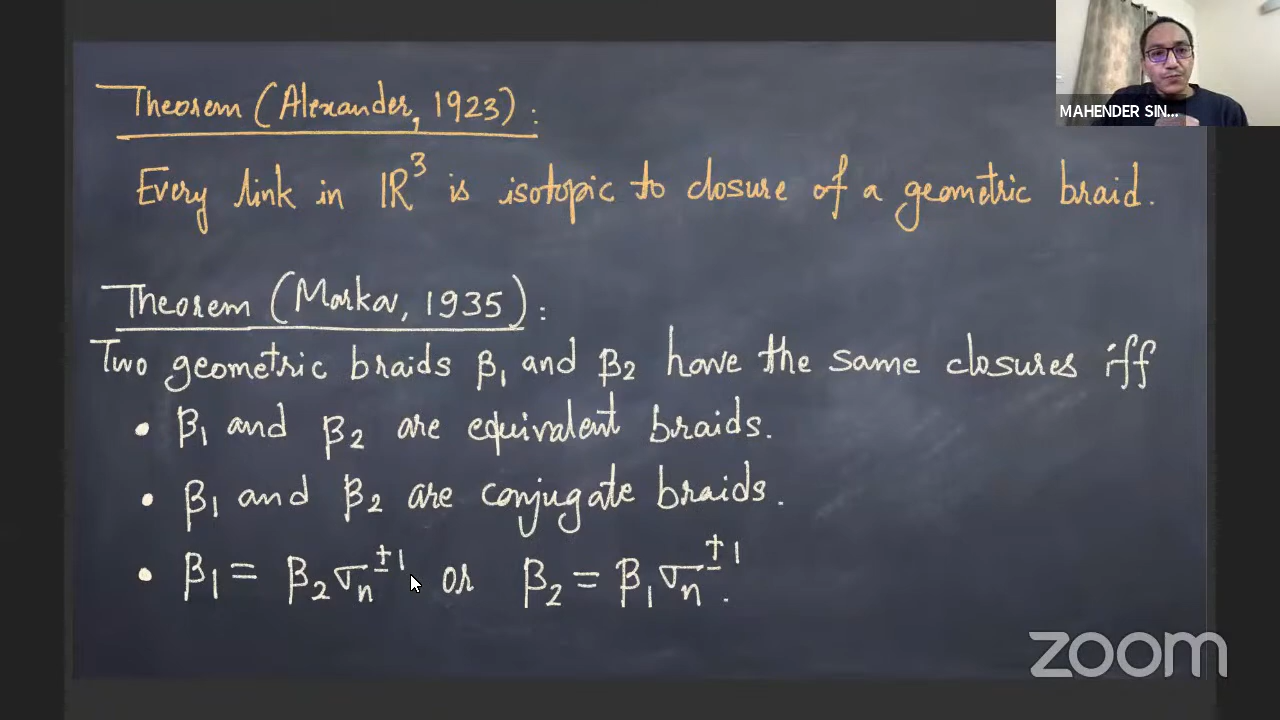 Theorem (Alexander, 1923):
MAHENDER SIN...
Every link in ℝ³ is isotopic to closure of a geometric braid.
Theorem (Markov, 1935):
Two geometric braids β₁ and β₂ have the same closures iff
• β₁ and β₂ are equivalent braids.
• β₁ and β₂ are conjugate braids.
• β₁ = β₂σₙ^±1 or β₂ = β₁σₙ^±1.
zoom